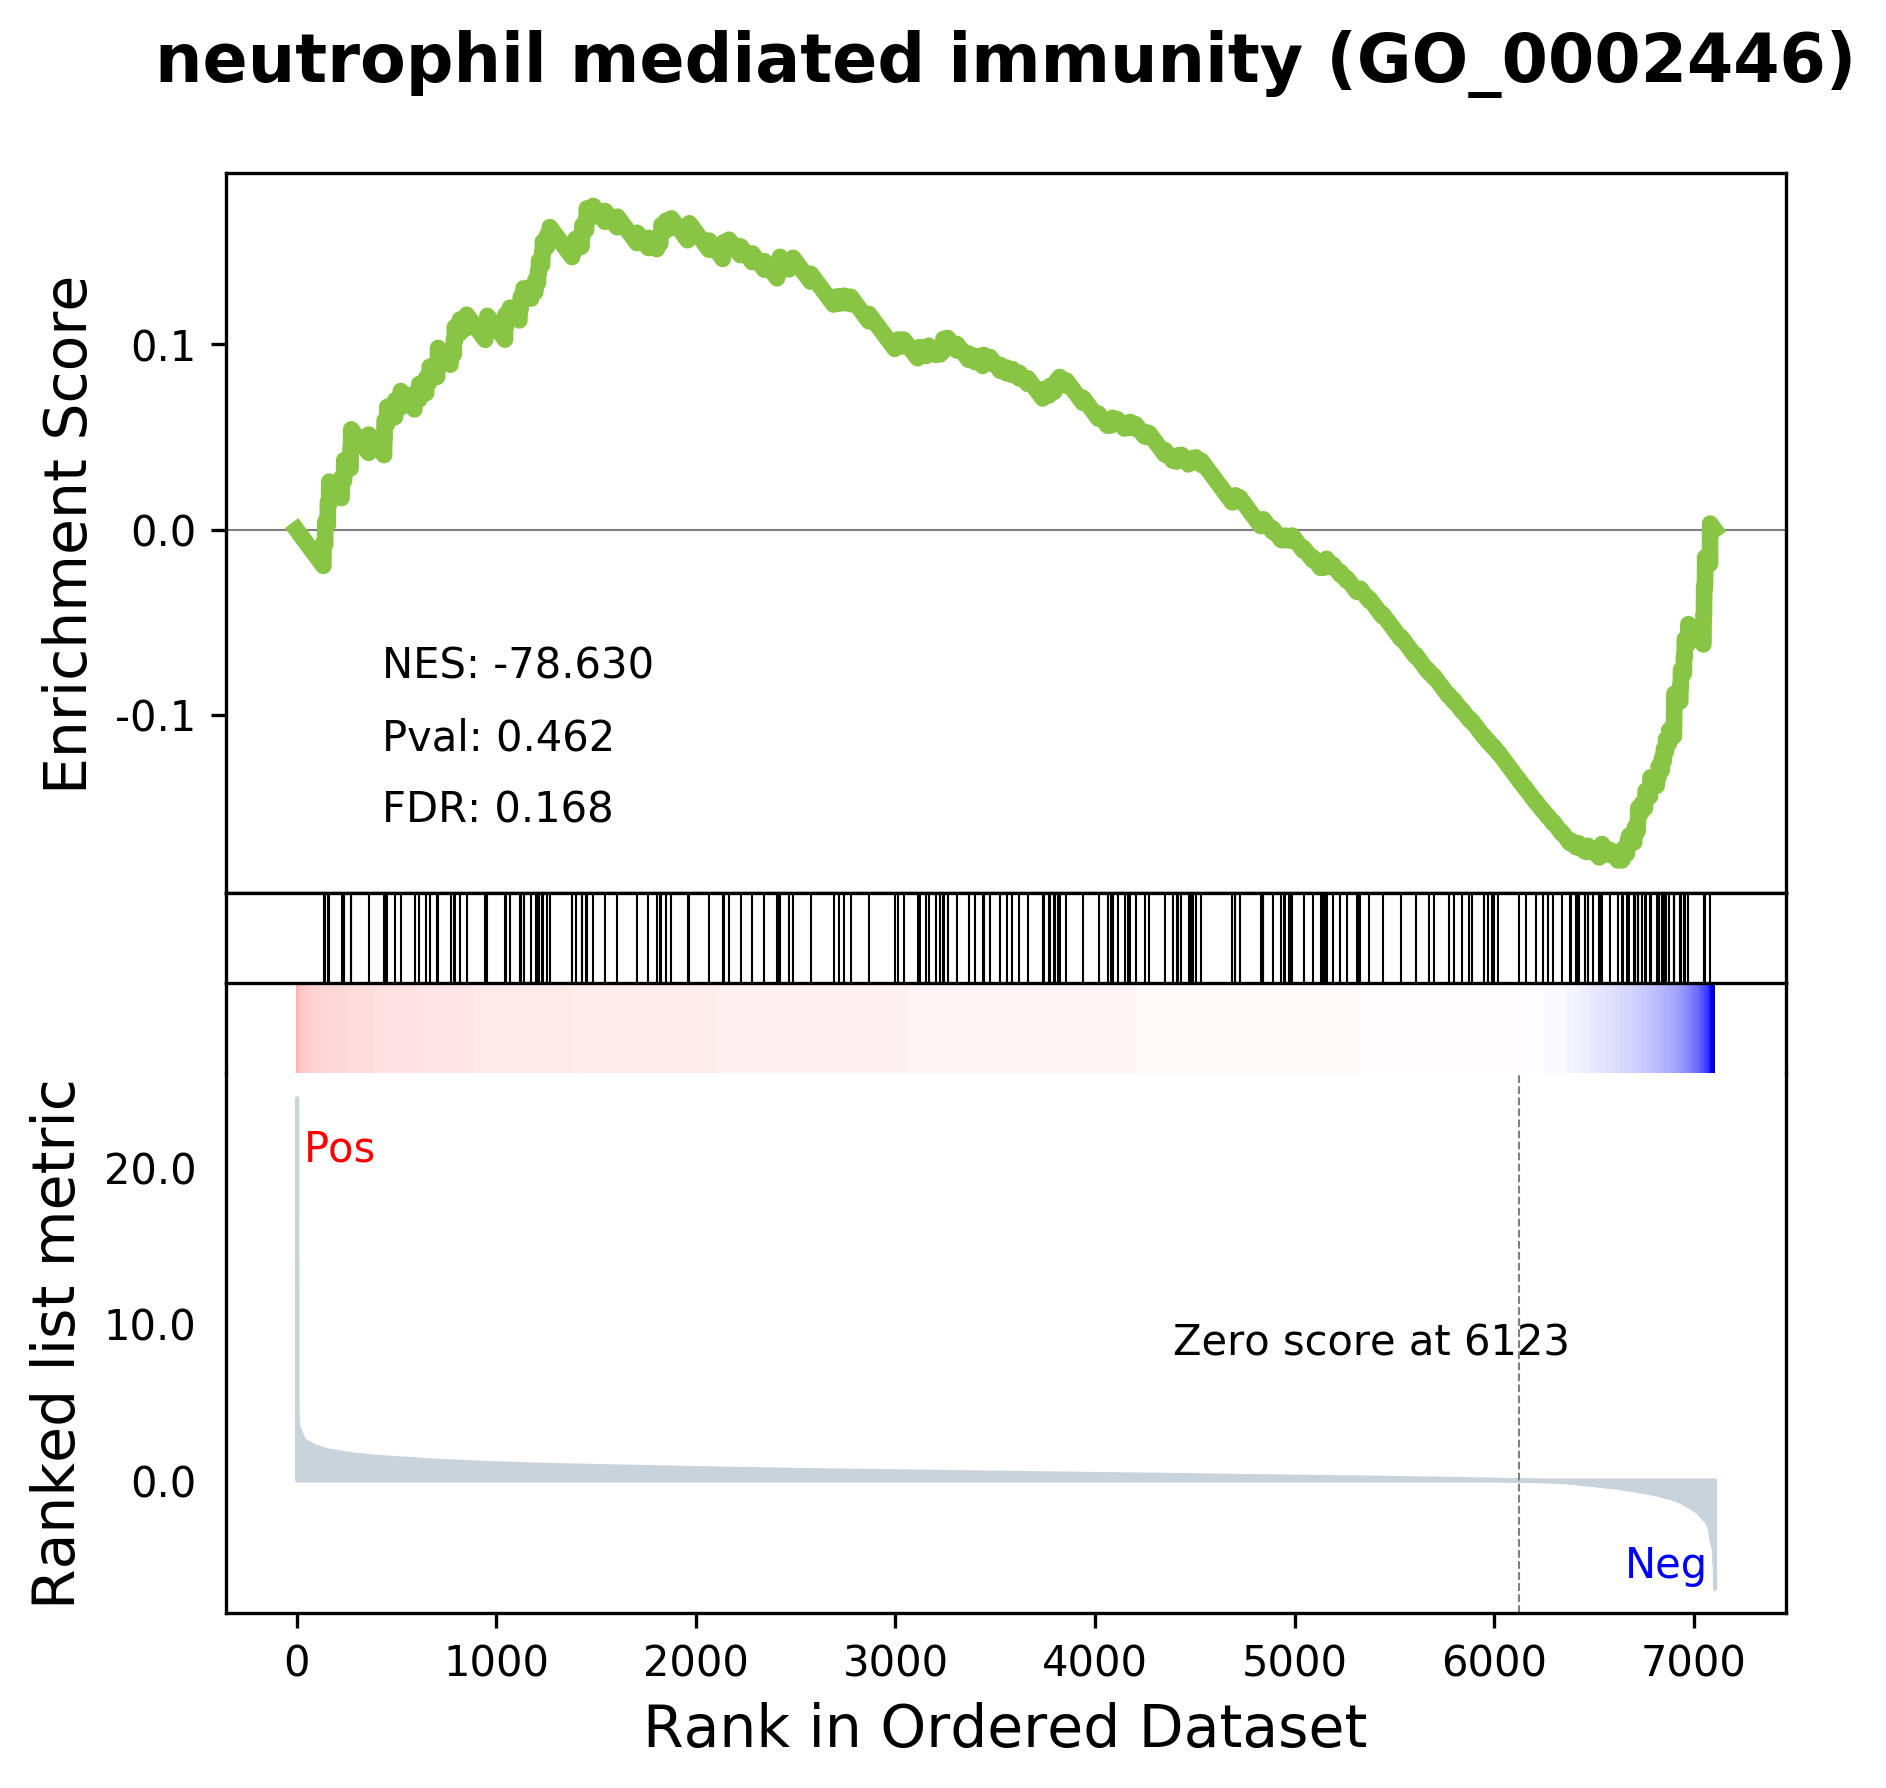 neutrophil mediated immunity (GO_0002446)
Enrichment Score
0.1
0.0
-0.1
NES: -78.630
Pval: 0.462
FDR: 0.168
Ranked list metric
20.0
10.0
0.0
Pos
Zero score at 6123
Neg
0 1000 2000 3000 4000 5000 6000 7000
Rank in Ordered Dataset